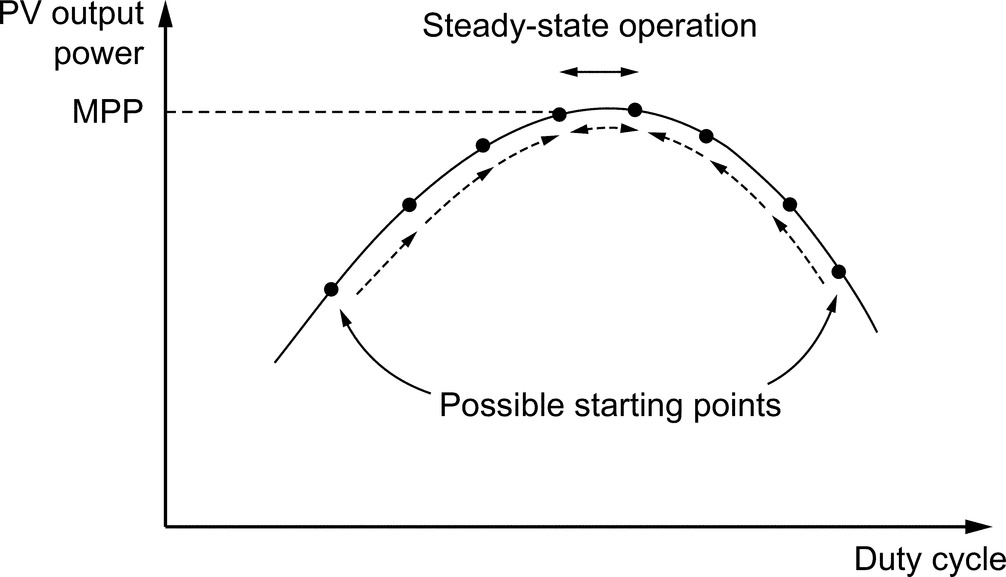 PV output
power
Steady-state operation
MPP
Possible starting points
Duty cycle